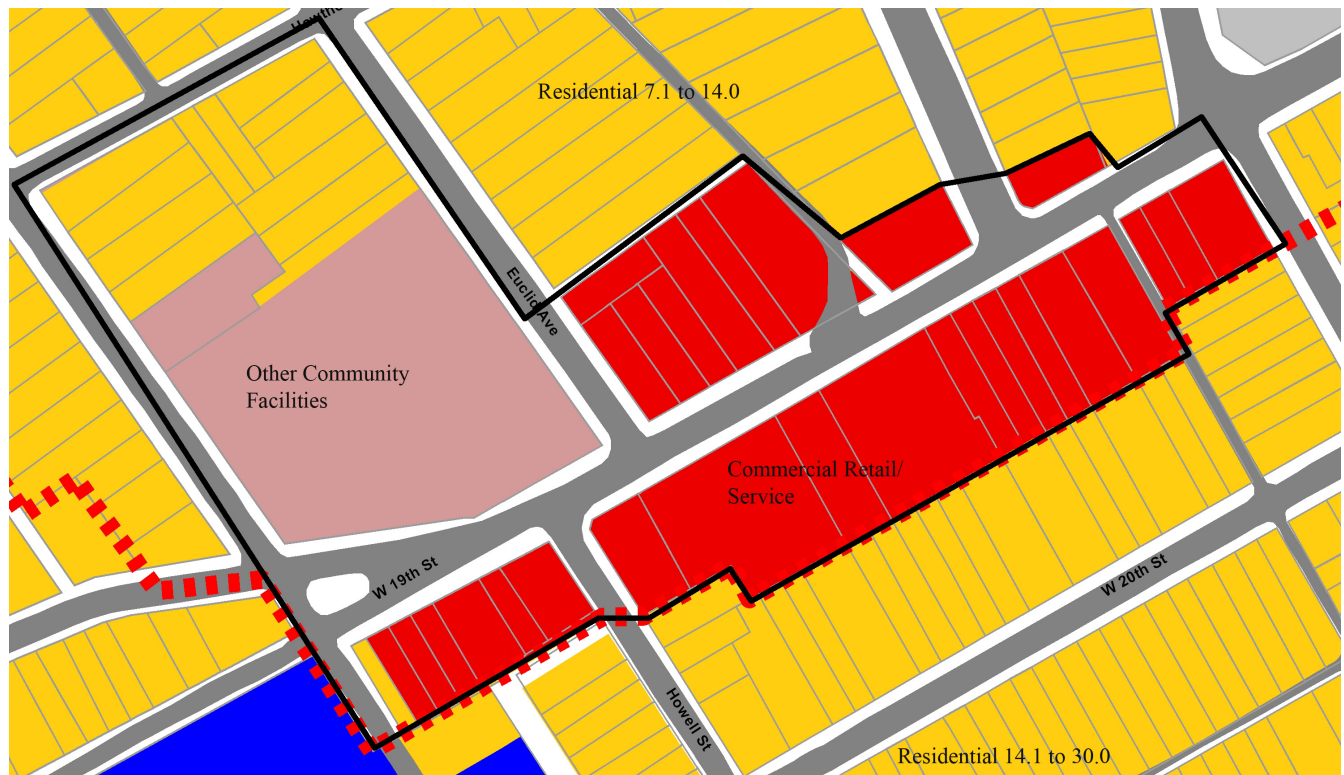 Residential 7.1 to 14.0
Euclid Ave
Other Community
Facilities
Commercial Retail/
Service
W 19th St
W 20th St
Howell St
Residential 14.1 to 30.0